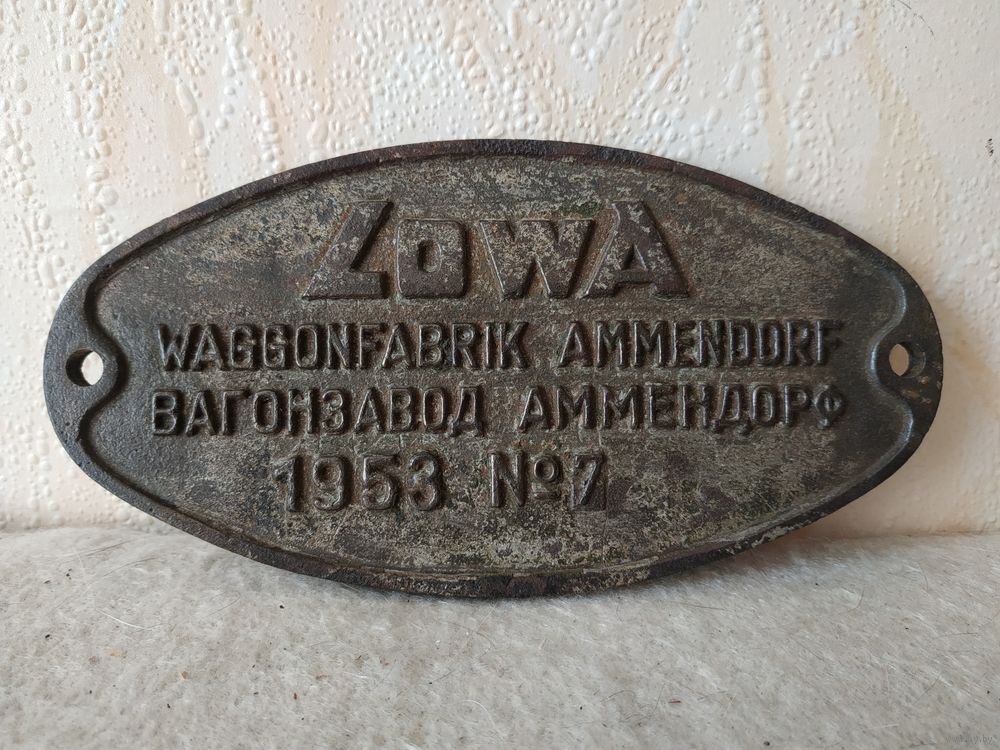 LOWA
WAGGONFABRIK AMMENDORF
ВАГОНЗАВОД АММЕНДОРФ
1953 №7